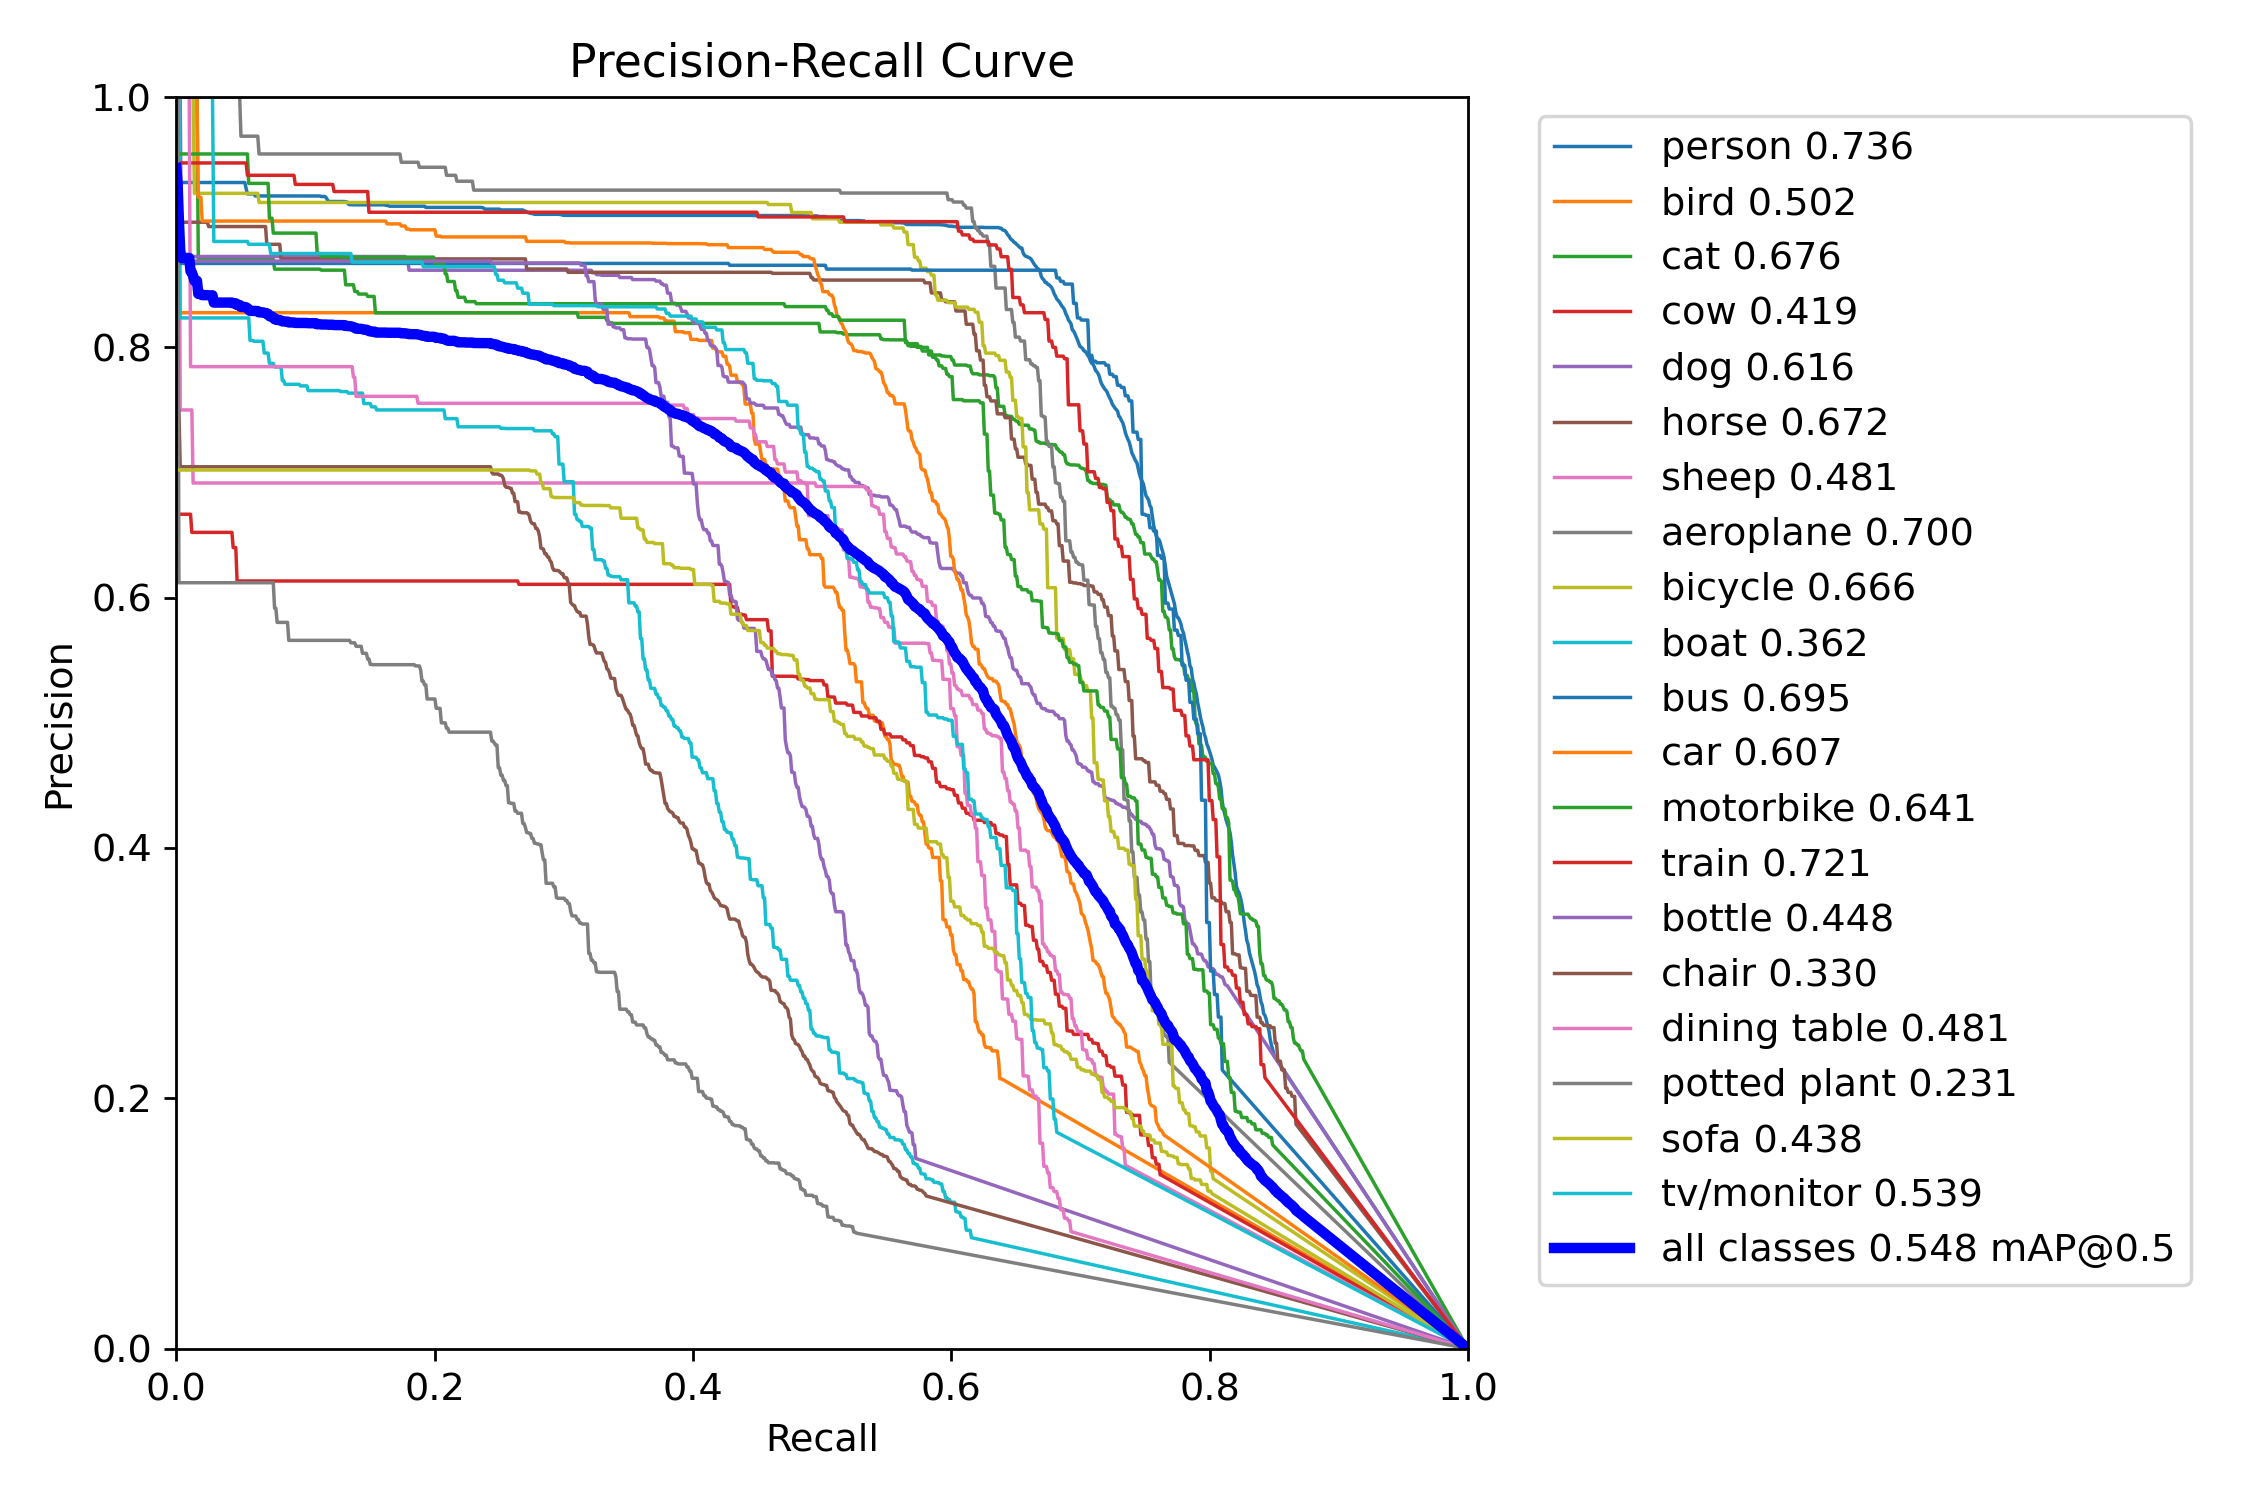 Precision-Recall Curve
1.0
0.8
0.6
0.4
0.2
0.0
Precision
0.0 0.2 0.4 0.6 0.8 1.0
Recall
person 0.736
bird 0.502
cat 0.676
cow 0.419
dog 0.616
horse 0.672
sheep 0.481
aeroplane 0.700
bicycle 0.666
boat 0.362
bus 0.695
car 0.607
motorbike 0.641
train 0.721
bottle 0.448
chair 0.330
dining table 0.481
potted plant 0.231
sofa 0.438
tv/monitor 0.539
all classes 0.548 mAP@0.5